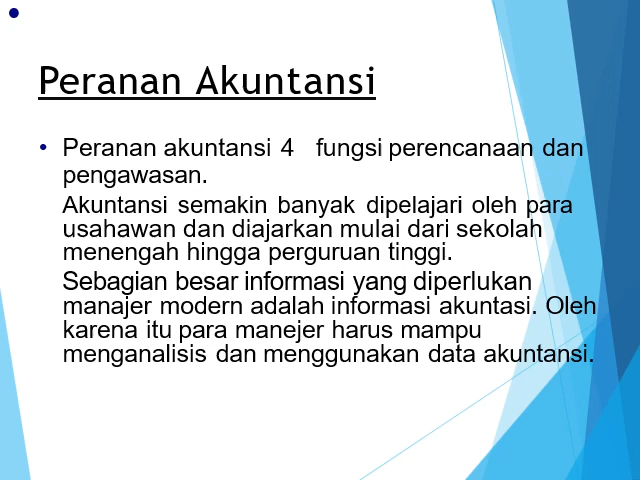 Peranan Akuntansi
• Peranan akuntansi 4 fungsi perencanaan dan
pengawasan.
Akuntansi semakin banyak dipelajari oleh para
usahawan dan diajarkan mulai dari sekolah
menengah hingga perguruan tinggi.
Sebagian besar informasi yang diperlukan
manajer modern adalah informasi akuntasi. Oleh
karena itu para manejer harus mampu
menganalisis dan menggunakan data akuntansi.